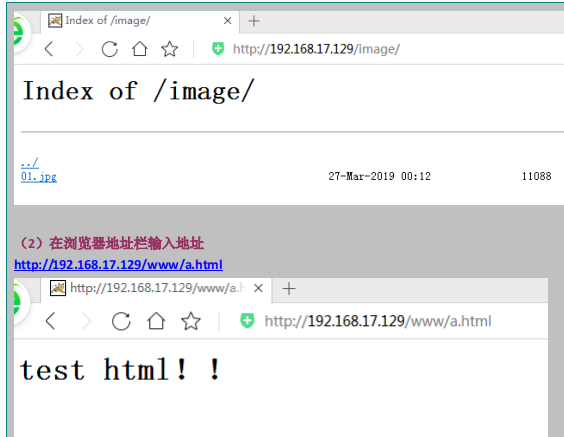 Index of /image/
http://192.168.17.129/image/
Index of /image/
../
01.jpg 27-Mar-2019 00:12 11088
（2）在浏览器地址栏输入地址
http://192.168.17.129/www/a.html
http://192.168.17.129/www/a.h
http://192.168.17.129/www/a.html
test html！！